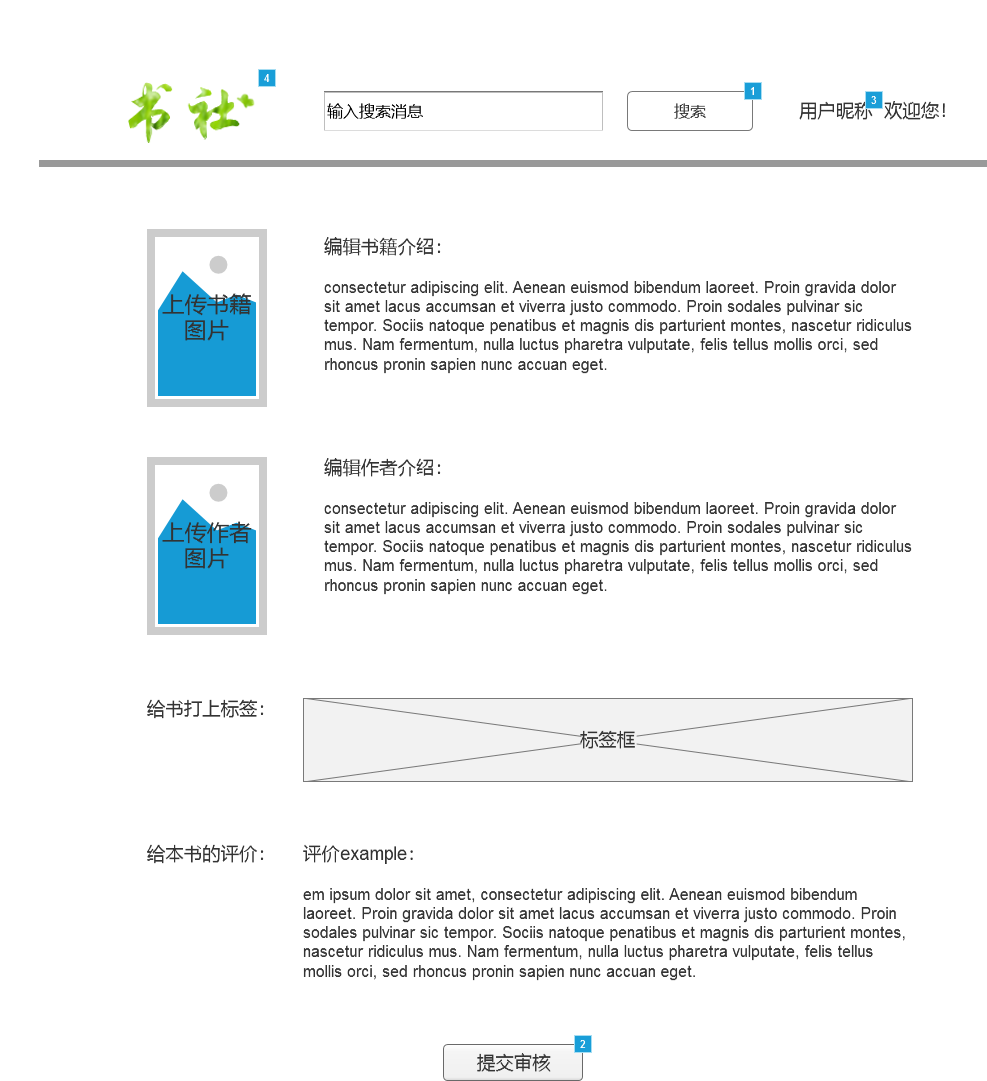 书社
4
输入搜索消息
搜索
1
用户昵称 欢迎您！
3
上传书籍
图片
编辑书籍介绍：
consectetur adipiscing elit. Aenean euismod bibendum laoreet. Proin gravida dolor
sit amet lacus accumsan et viverra justo commodo. Proin sodales pulvinar sic
tempor. Sociis natoque penatibus et magnis dis parturient montes, nascetur ridiculus
mus. Nam fermentum, nulla luctus pharetra vulputate, felis tellus mollis orci, sed
rhoncus pronin sapien nunc accuan eget.
上传作者
图片
编辑作者介绍：
consectetur adipiscing elit. Aenean euismod bibendum laoreet. Proin gravida dolor
sit amet lacus accumsan et viverra justo commodo. Proin sodales pulvinar sic
tempor. Sociis natoque penatibus et magnis dis parturient montes, nascetur ridiculus
mus. Nam fermentum, nulla luctus pharetra vulputate, felis tellus mollis orci, sed
rhoncus pronin sapien nunc accuan eget.
给书打上标签：
标签框
给本书的评价：
评价example：
em ipsum dolor sit amet, consectetur adipiscing elit. Aenean euismod bibendum
laoreet. Proin gravida dolor sit amet lacus accumsan et viverra justo commodo. Proin
sodales pulvinar sic tempor. Sociis natoque penatibus et magnis dis parturient montes,
nascetur ridiculus mus. Nam fermentum, nulla luctus pharetra vulputate, felis tellus
mollis orci, sed rhoncus pronin sapien nunc accuan eget.
提交审核
2